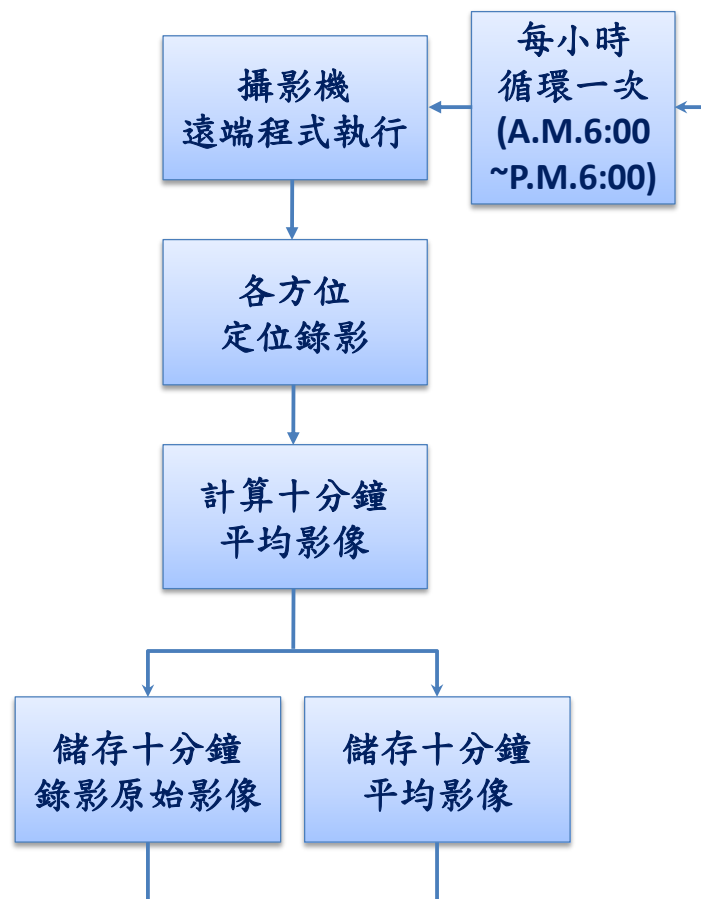 每小時
循環一次
(A.M.6:00
~P.M.6:00)
攝影機
遠端程式執行
各方位
定位錄影
計算十分鐘
平均影像
儲存十分鐘
錄影原始影像
儲存十分鐘
平均影像